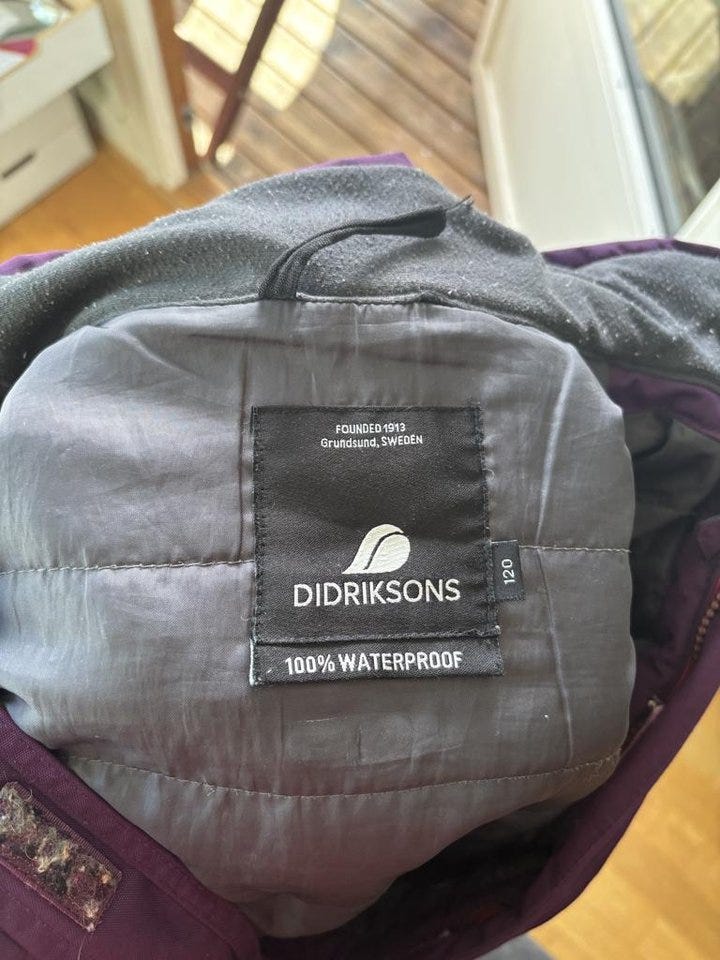 FOUNDED 1913
Grundsund, SWEDEN
DIDRIKSONS
120
100% WATERPROOF